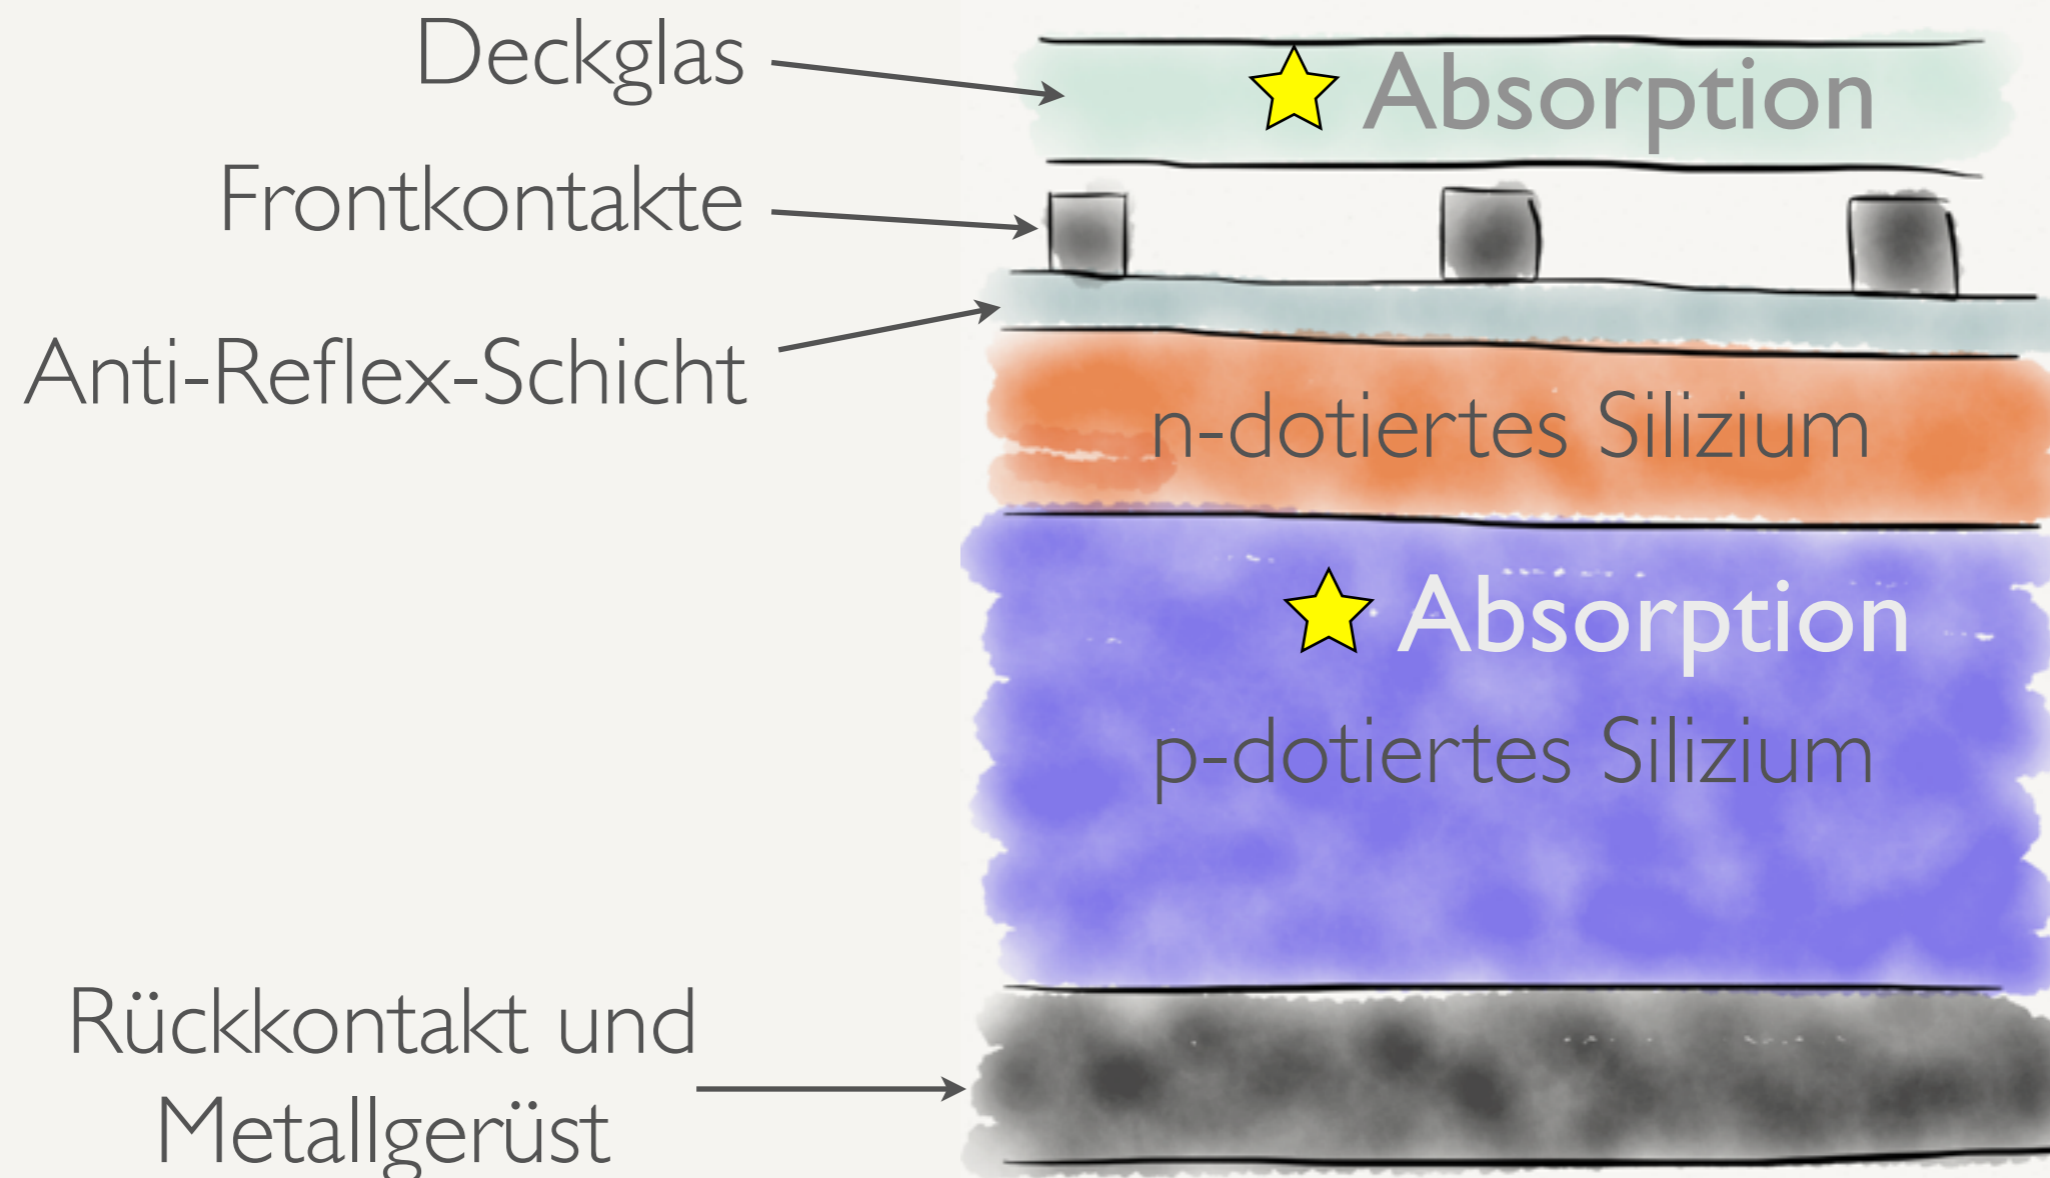 Deckglas
Absorption
Frontkontakte
Anti-Reflex-Schicht
n-dotiertes Silizium
Absorption
p-dotiertes Silizium
Rückkontakt und
Metallgerüst